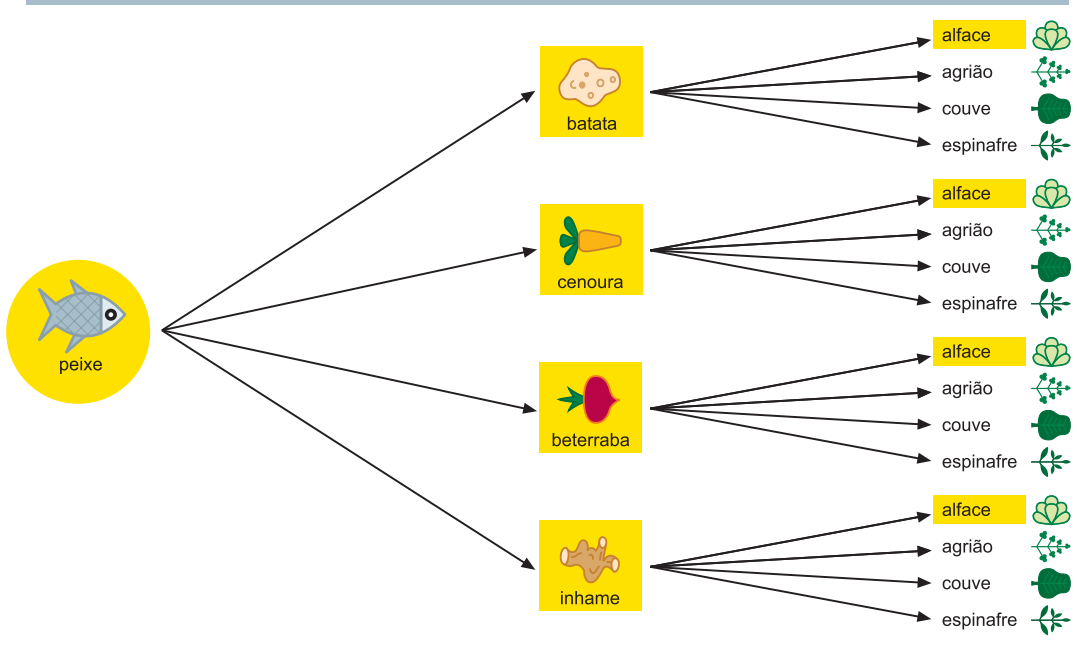 peixe
batata
alface
agrião
couve
espinafre
cenoura
alface
agrião
couve
espinafre
beterraba
alface
agrião
couve
espinafre
inhame
alface
agrião
couve
espinafre